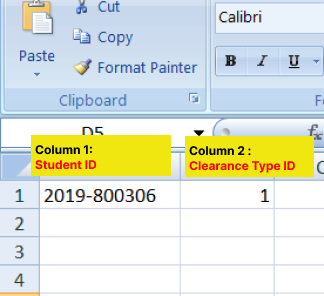 Cut
Calibri
Copy
Paste
Format Painter
B I U
Clipboard
D5
Column 1:
Student ID
Column 2 :
Clearance Type ID
1 2019-800306 1
2
3
4